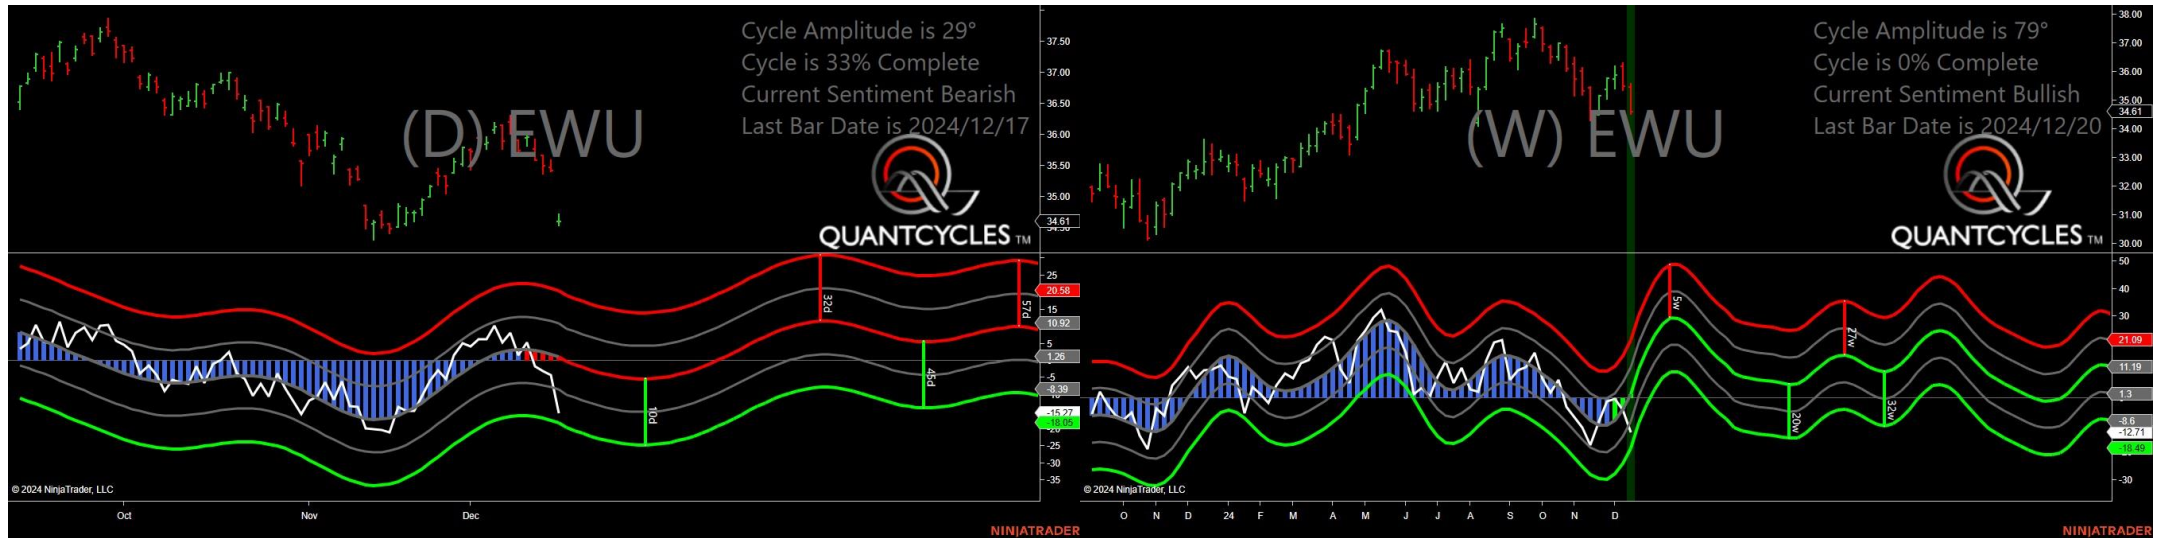 Cycle Amplitude is 29°
Cycle is 33% Complete
Current Sentiment Bearish
Last Bar Date is 2024/12/17
(D) EWU
QUANTCYCLES TM
37.50
37.00
36.50
36.00
35.50
35.00
34.61
34.50
25
20.58
15
10.92
5
1.26
-5
-8.39
-15.27
-18.05
-25
-30
-35
32d
57d
10d
45d
© 2024 NinjaTrader, LLC
Oct Nov Dec
NINJATRADER
Cycle Amplitude is 79°
Cycle is 0% Complete
Current Sentiment Bullish
Last Bar Date is 2024/12/20
(W) EWU
QUANTCYCLES TM
38.00
37.00
36.00
35.00
34.61
34.00
33.00
32.00
31.00
30.00
50
40
30
21.09
11.19
1.3
-8.6
-12.71
-18.49
-30
5w
27w
20w
32w
© 2024 NinjaTrader, LLC
O N D 24 F M A M J J A S O N D
NINJATRADER